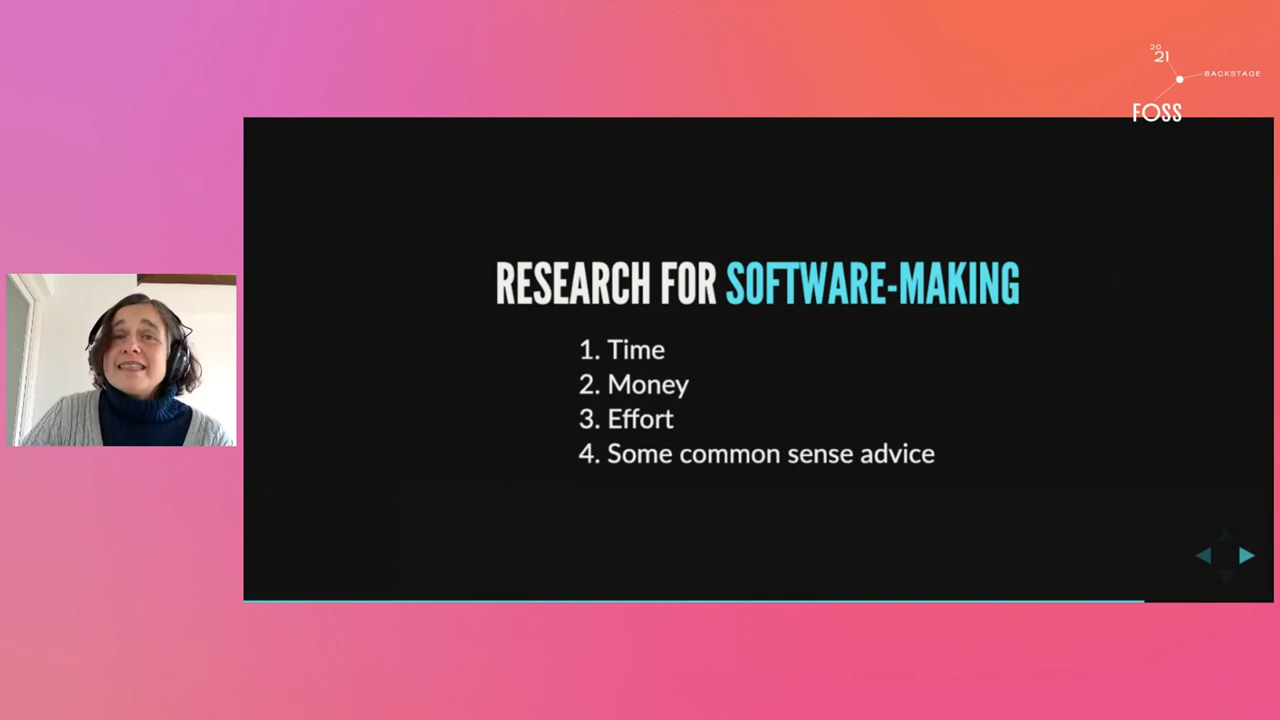 20
21
BACKSTAGE
FOSS
RESEARCH FOR SOFTWARE-MAKING
1. Time
2. Money
3. Effort
4. Some common sense advice